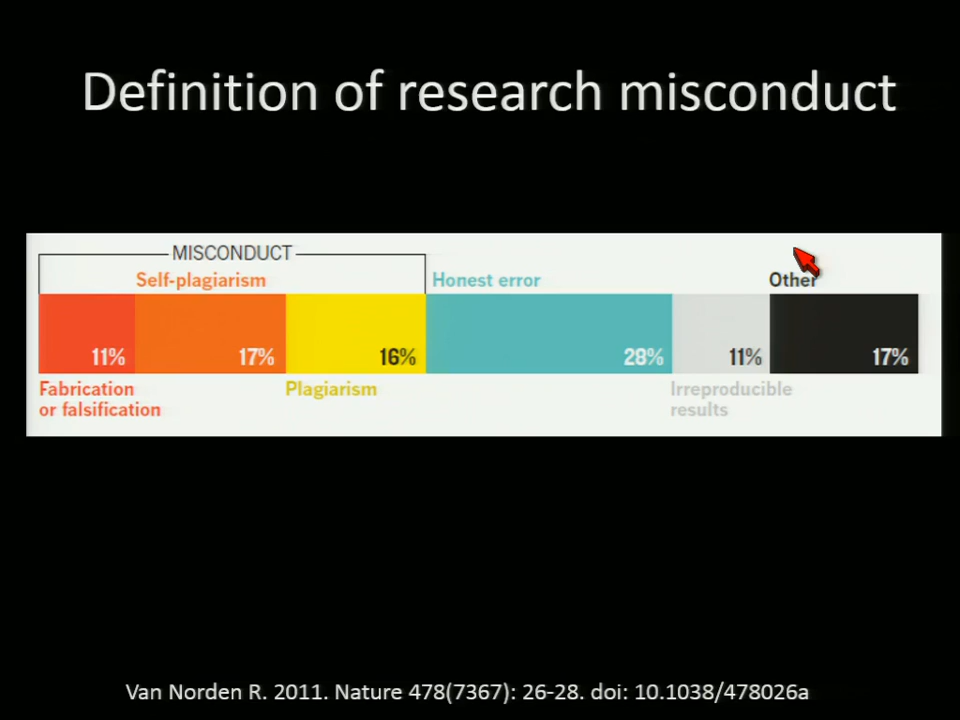 Definition of research misconduct
MISCONDUCT
Self-plagiarism
Honest error
Other
11%
17%
16%
28%
11%
17%
Fabrication
or falsification
Plagiarism
Irreproducible
results
Van Norden R. 2011. Nature 478(7367): 26-28. doi: 10.1038/478026a